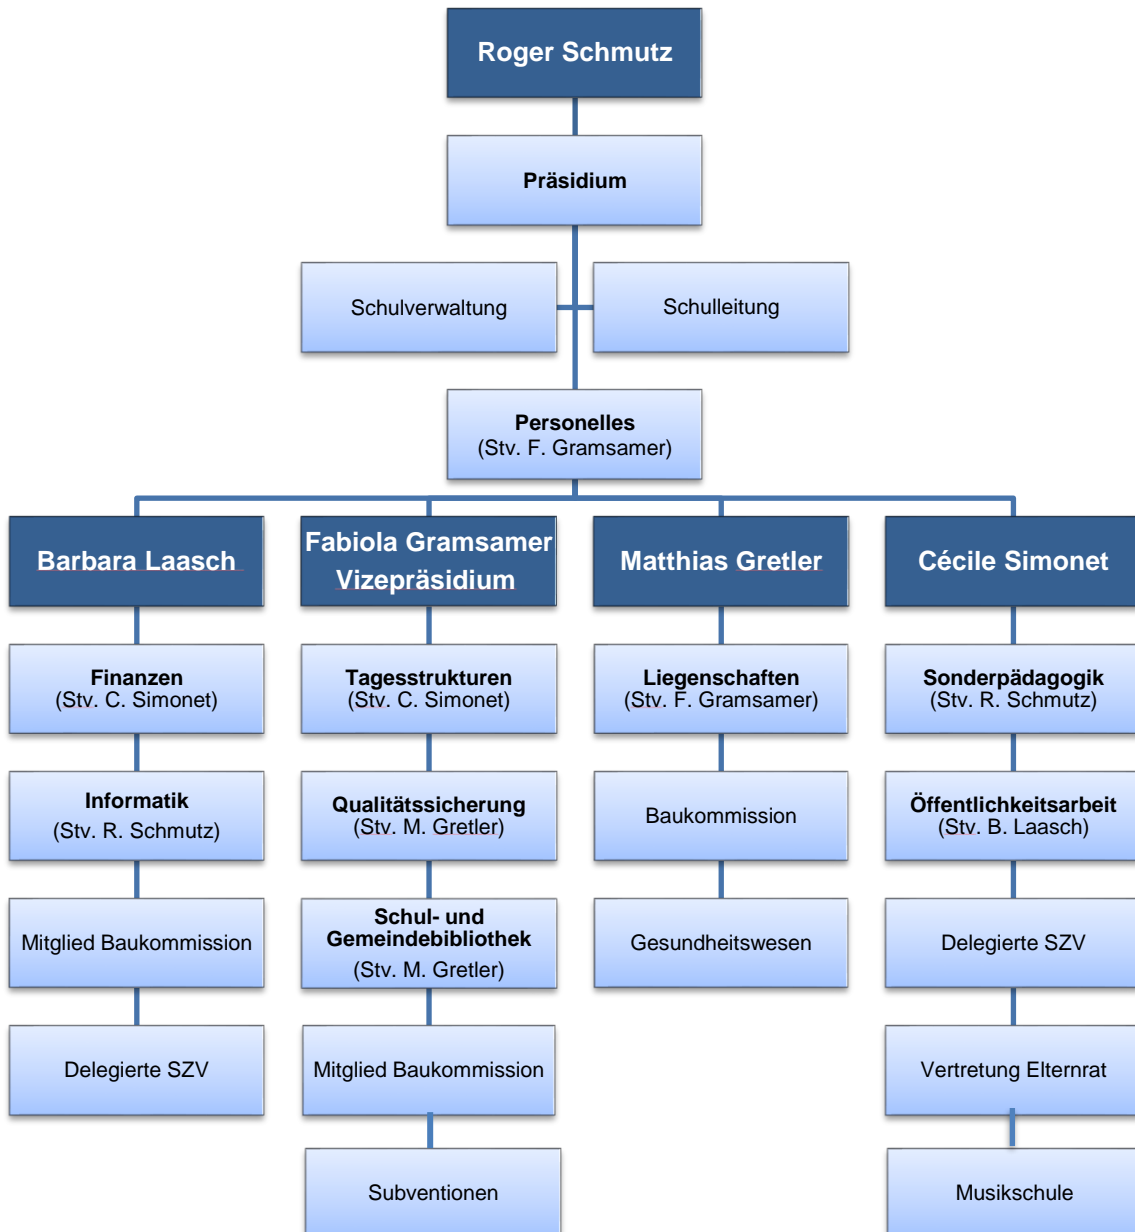 Roger Schmutz
Präsidium
Schulverwaltung
Schulleitung
Personelles
(Stv. F. Gramsamer)
Barbara Laasch
Fabiola Gramsamer
Vizepräsidium
Matthias Gretler
Cécile Simonet
Finanzen
(Stv. C. Simonet)
Tagesstrukturen
(Stv. C. Simonet)
Liegenschaften
(Stv. F. Gramsamer)
Sonderpädagogik
(Stv. R. Schmutz)
Informatik
(Stv. R. Schmutz)
Qualitätssicherung
(Stv. M. Gretler)
Baukommission
Öffentlichkeitsarbeit
(Stv. B. Laasch)
Mitglied Baukommission
Schul- und
Gemeindebibliothek
(Stv. M. Gretler)
Gesundheitswesen
Delegierte SZV
Delegierte SZV
Mitglied Baukommission
Vertretung Elternrat
Subventionen
Musikschule